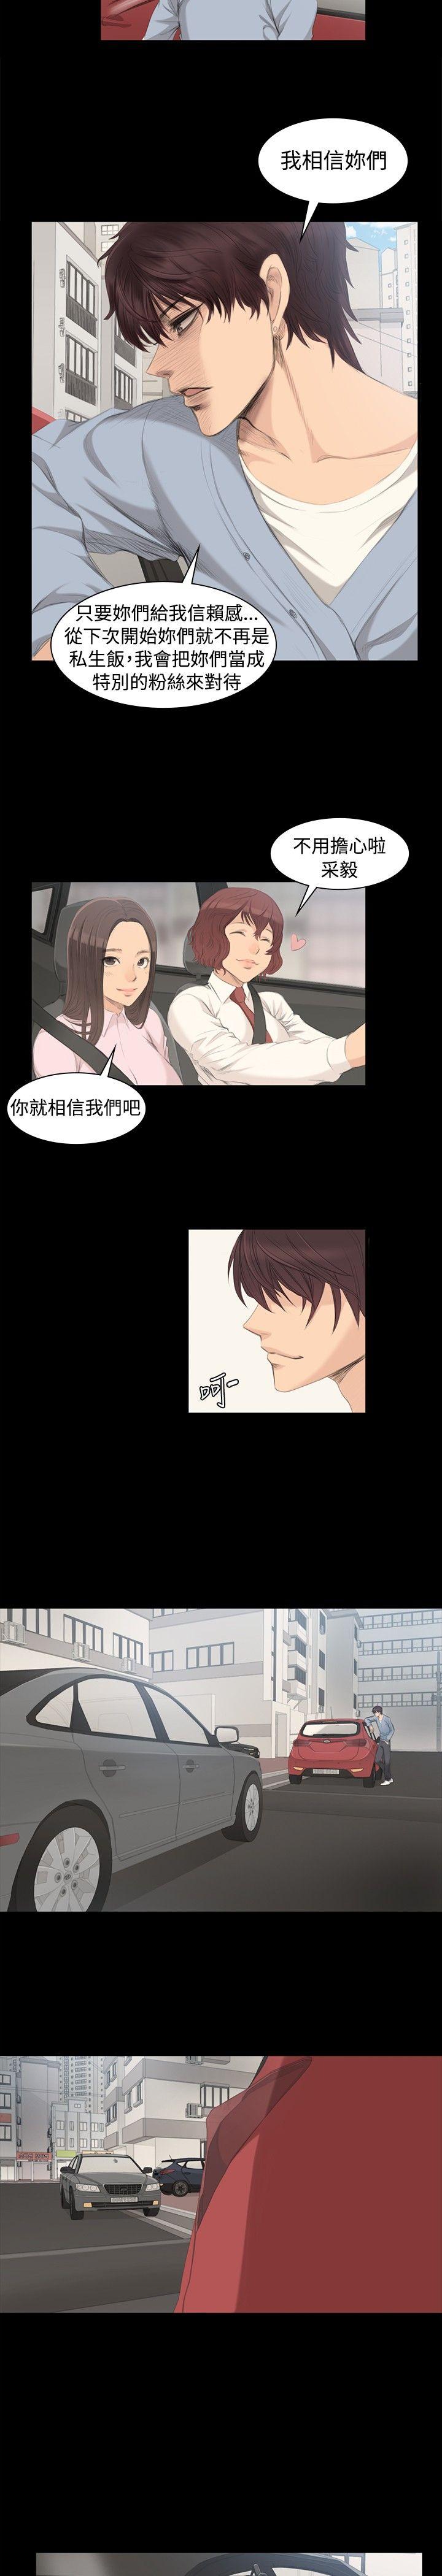 我相信妳們
只要妳們給我信賴感...
從下次開始妳們就不再是
私生飯,我會把妳們當成
特別的粉絲來對待
不用擔心啦
采毅
你就相信我們吧
呵-